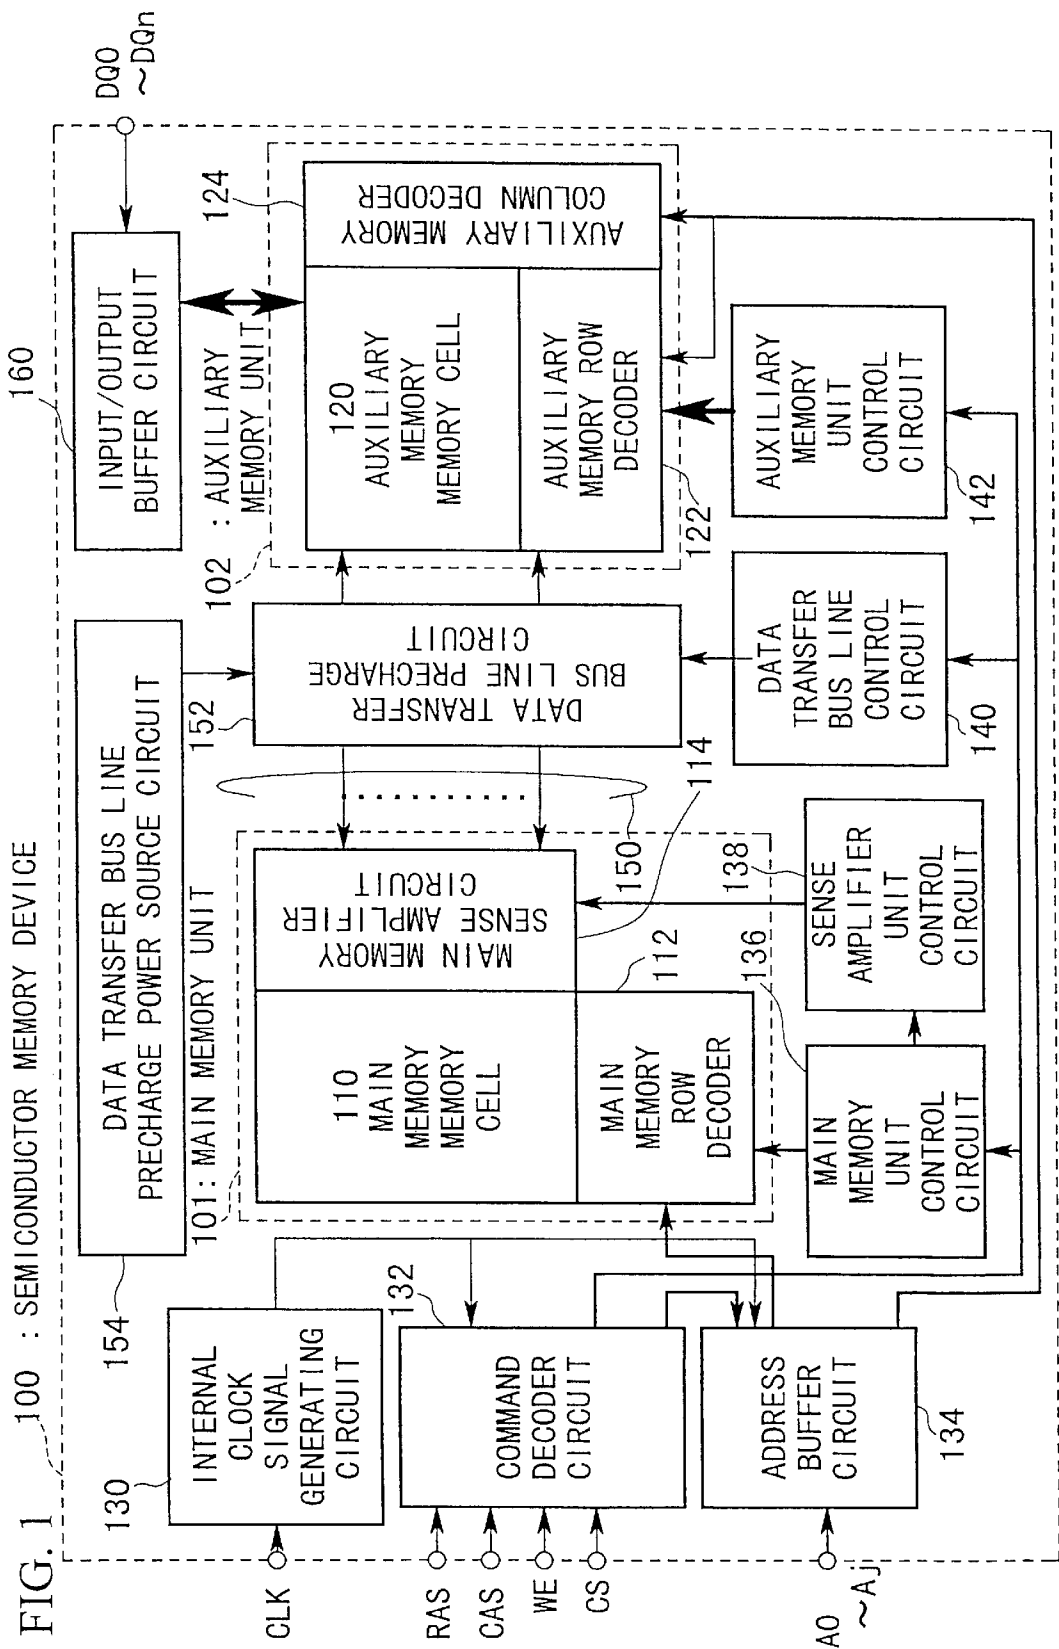 FIG. 1
100 : SEMICONDUCTOR MEMORY DEVICE
154
DATA TRANSFER BUS LINE
PRECHARGE POWER SOURCE CIRCUIT
160
INPUT/OUTPUT
BUFFER CIRCUIT
DQ0
~DQn
130
INTERNAL
CLOCK
SIGNAL
GENERATING
CIRCUIT
CLK
101: MAIN MEMORY UNIT
110
MAIN
MEMORY
MEMORY
CELL
MAIN MEMORY
SENSE AMPLIFIER
CIRCUIT
MAIN
MEMORY
ROW
DECODER
112
114
150
152
DATA TRANSFER
BUS LINE PRECHARGE
CIRCUIT
102 : AUXILIARY
MEMORY UNIT
120
AUXILIARY
MEMORY
MEMORY CELL
AUXILIARY
MEMORY ROW
DECODER
122
AUXILIARY MEMORY
COLUMN DECODER
124
132
COMMAND
DECODER
CIRCUIT
RAS
CAS
WE
CS
ADDRESS
BUFFER
CIRCUIT
134
A0
~Aj
136
MAIN
MEMORY
UNIT
CONTROL
CIRCUIT
138
SENSE
AMPLIFIER
UNIT
CONTROL
CIRCUIT
DATA
TRANSFER
BUS LINE
CONTROL
CIRCUIT
140
AUXILIARY
MEMORY
UNIT
CONTROL
CIRCUIT
142